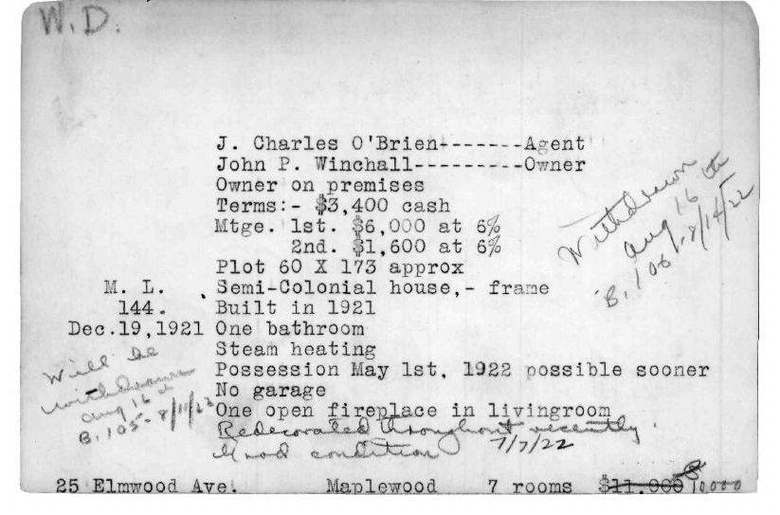 W.D.
J. Charles O'Brien-------Agent
John P. Winchall---------Owner
Owner on premises
Terms:- $3,400 cash
Mtge. 1st. $6,000 at 6%
2nd. $1,600 at 6%
Plot 60 X 173 approx
M. L. Semi-Colonial house,- frame
144. Built in 1921
Dec.19,1921 One bathroom
Steam heating
Possession May 1st, 1922 possible sooner
No garage
One open fireplace in livingroom
Redecorated throughout recently.
Good condition 7/7/22
Withdrawn
Aug 16th
B. 106-8/14/22
Will be
withdrawn
Aug 16th
B. 105-8/11/22
25 Elmwood Ave. Maplewood 7 rooms $11,000 10,000